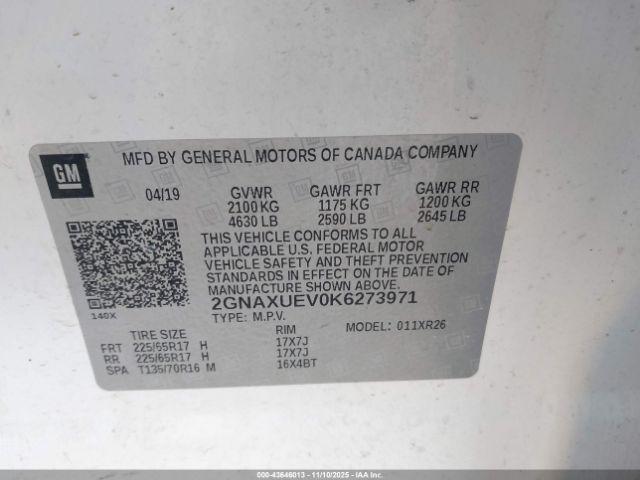 GM
MFD BY GENERAL MOTORS OF CANADA COMPANY
04/19 GVWR GAWR FRT GAWR RR
2100 KG 1175 KG 1200 KG
4630 LB 2590 LB 2645 LB
THIS VEHICLE CONFORMS TO ALL
APPLICABLE U.S. FEDERAL MOTOR
VEHICLE SAFETY AND THEFT PREVENTION
STANDARDS IN EFFECT ON THE DATE OF
MANUFACTURE SHOWN ABOVE.
2GNAXUEV0K6273971
140X
TYPE: M.P.V. MODEL: 011XR26
TIRE SIZE RIM
FRT 225/65R17 H 17X7J
RR 225/65R17 H 17X7J
SPA T135/70R16 M 16X4BT
000-43646013 - 11/10/2025 - IAAI Inc.